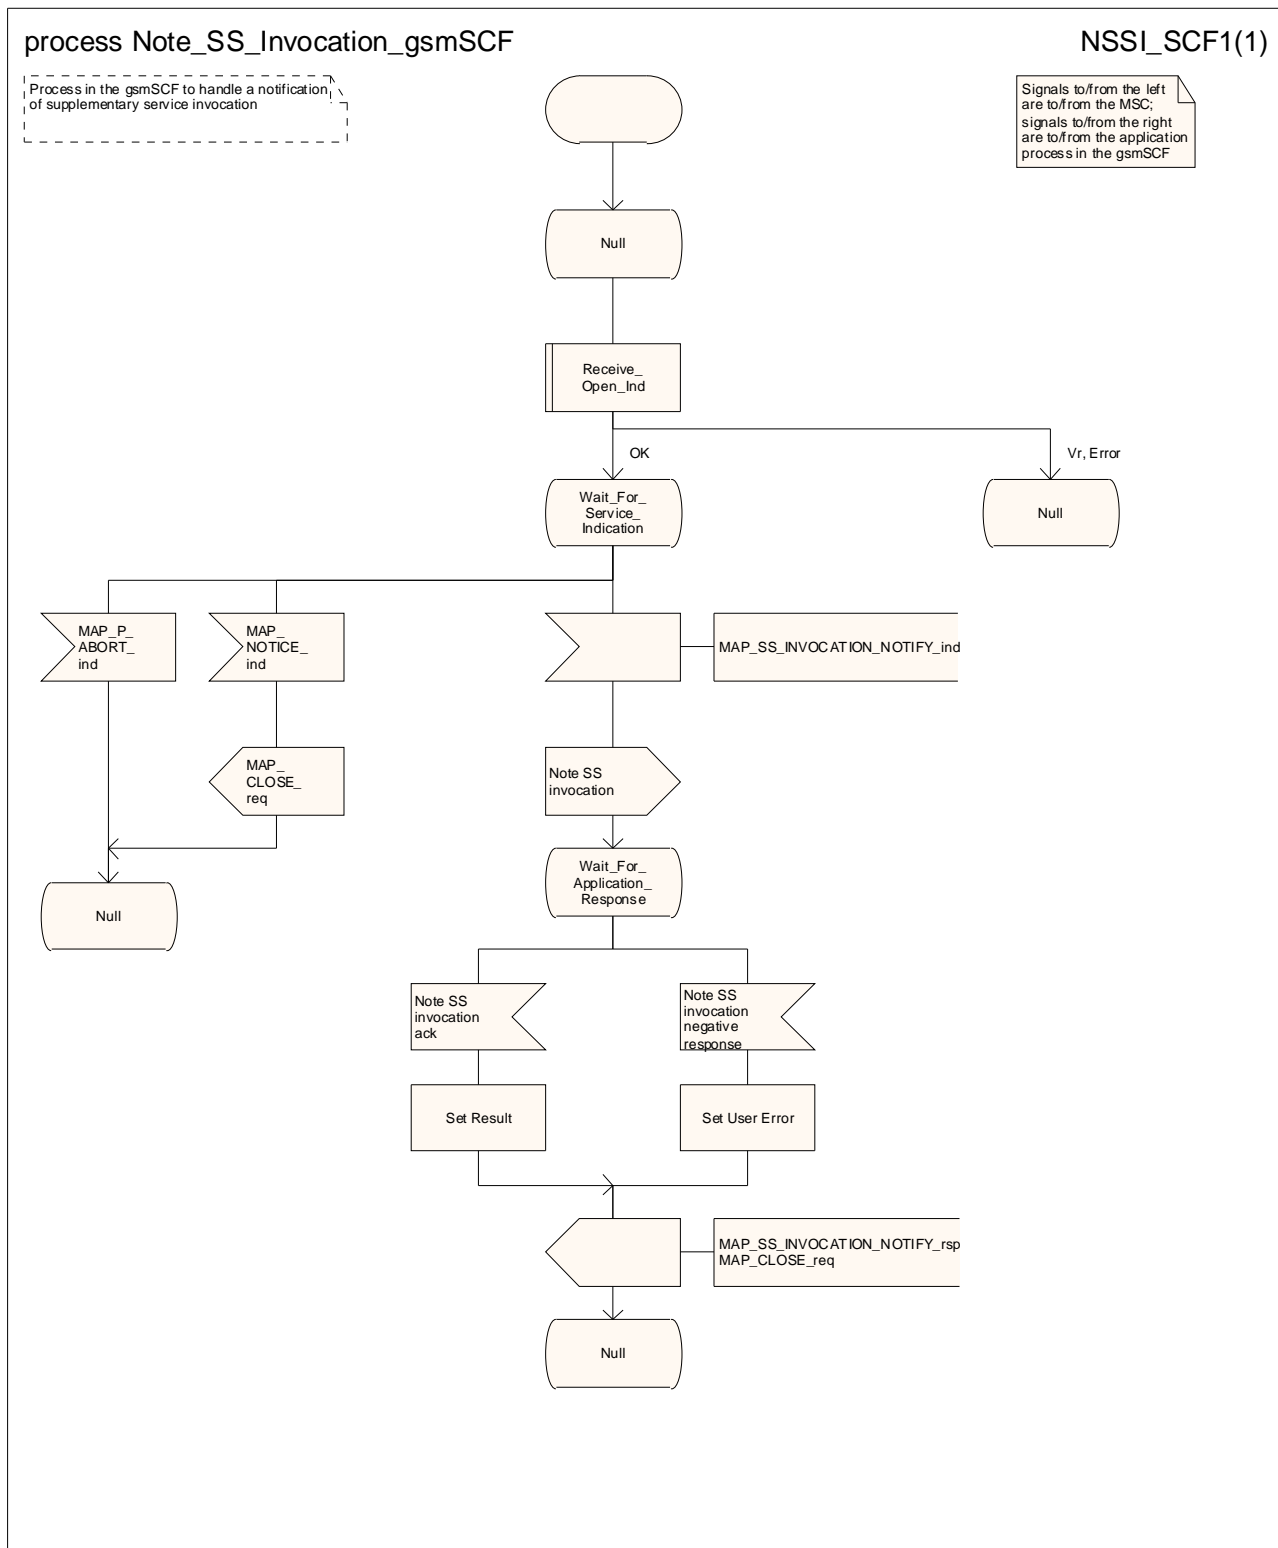 process Note_SS_Invocation_gsmSCF
NSSI_SCF1(1)
Process in the gsmSCF to handle a notification
of supplementary service invocation
Signals to/from the left
are to/from the MSC;
signals to/from the right
are to/from the application
process in the gsmSCF
Null
Receive_
Open_Ind
OK
Vr, Error
Wait_For_
Service_
Indication
Null
MAP_P_
ABORT_
ind
MAP_
NOTICE_
ind
MAP_SS_INVOCATION_NOTIFY_ind
MAP_
CLOSE_
req
Note SS
invocation
Wait_For_
Application_
Response
Null
Note SS
invocation
ack
Note SS
invocation
negative
response
Set Result
Set User Error
MAP_SS_INVOCATION_NOTIFY_rsp
MAP_CLOSE_req
Null